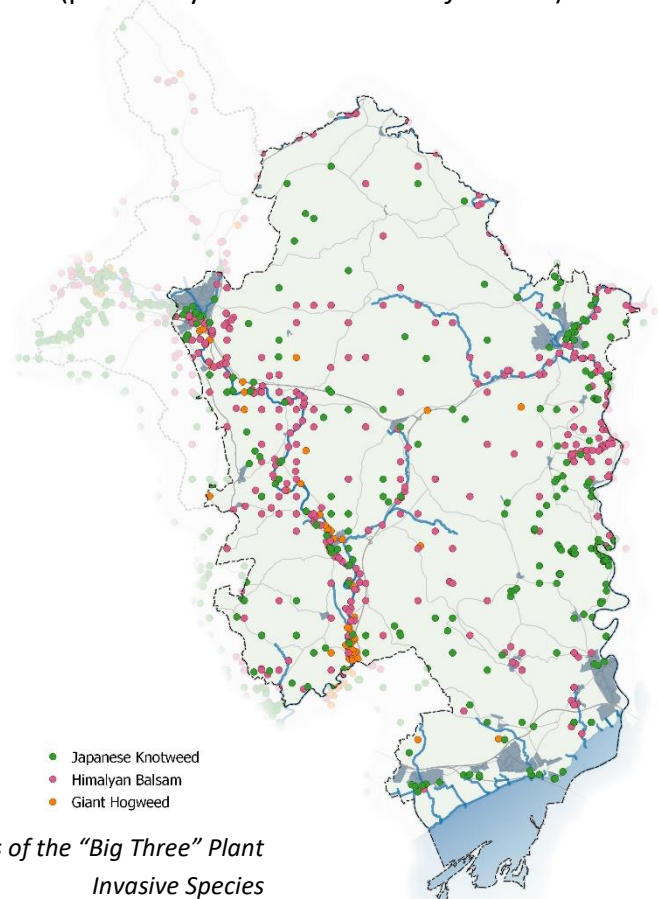 Japanese Knotweed
Himalyan Balsam
Giant Hogweed
s of the “Big Three” Plant
Invasive Species